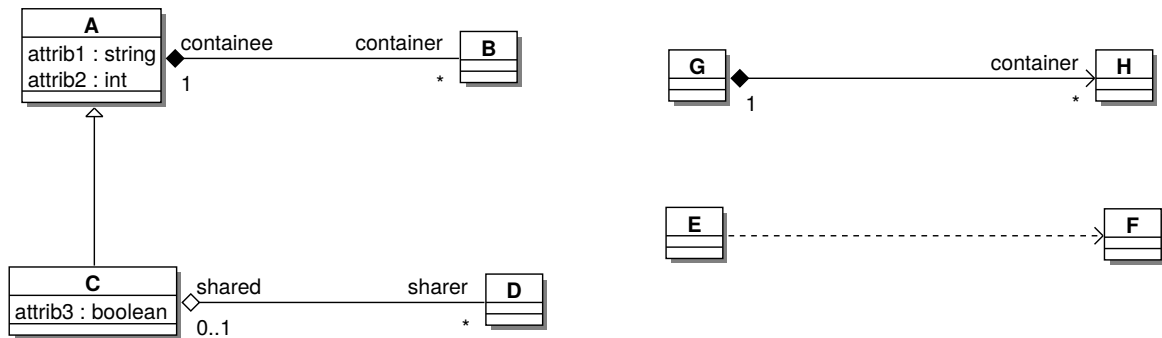 A
attrib1 : string
attrib2 : int
containee
container
1
*
B
G
container
1
*
H
E
F
C
attrib3 : boolean
shared
sharer
0..1
*
D